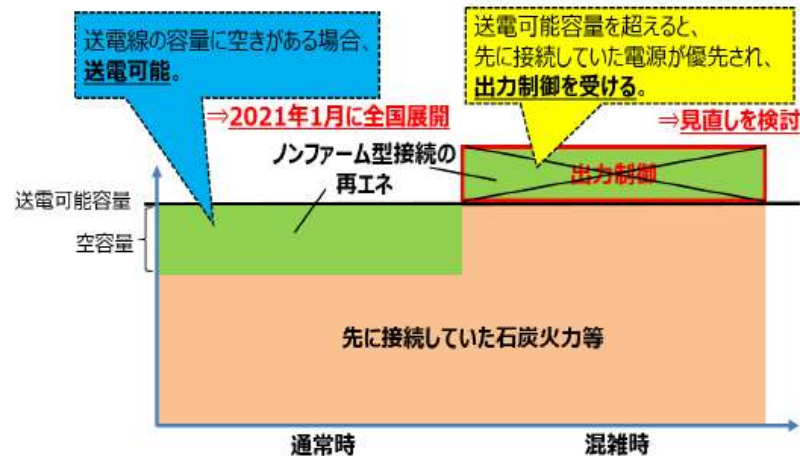 送電線の容量に空きがある場合、
送電可能。
⇒2021年1月に全国展開
送電可能容量を超えると、
先に接続していた電源が優先され、
出力制御を受ける。
⇒見直しを検討
ノンファーム型接続の
再エネ
出力制御
送電可能容量
空容量
先に接続していた石炭火力等
通常時
混雑時